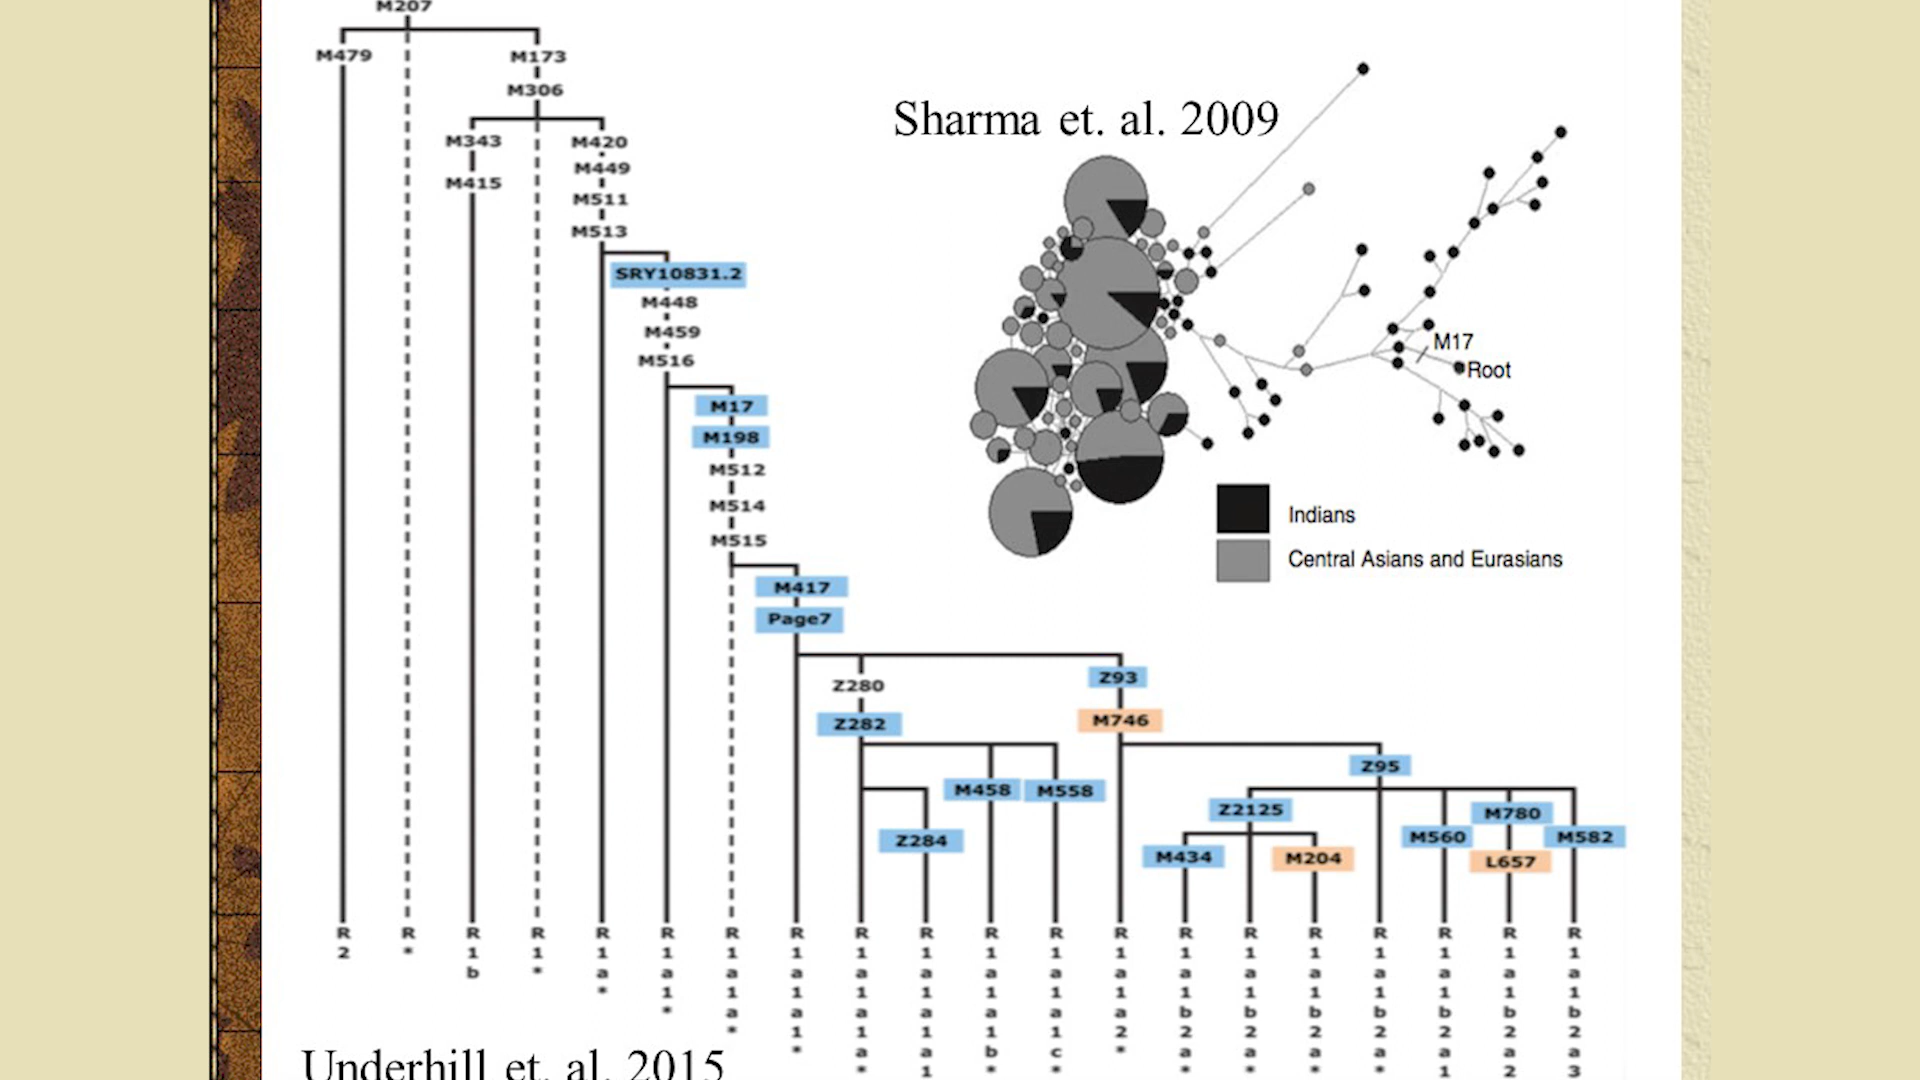 M207
M479
M173
M306
M343
M420
M449
M415
M511
M513
SRY10831.2
M448
M459
M516
M17
M198
M512
M514
M515
M417
Page7
Z280
Z93
Z282
M746
Z95
M458
M558
Z2125
M780
Z284
M560
M582
M434
M204
L657
R2
R*
R1b
R1*
R1a*
R1a1*
R1a1a*
R1a1a1*
R1a1a1a*
R1a1a1a1
R1a1a1b*
R1a1a1c*
R1a1a2*
R1a1b2a*
R1a1b2a*
R1a1b2a*
R1a1b2a*
R1a1b2a1
R1a1b2a2
R1a1b2a3
Sharma et. al. 2009
M17
Root
Indians
Central Asians and Eurasians
Underhill et. al. 2015